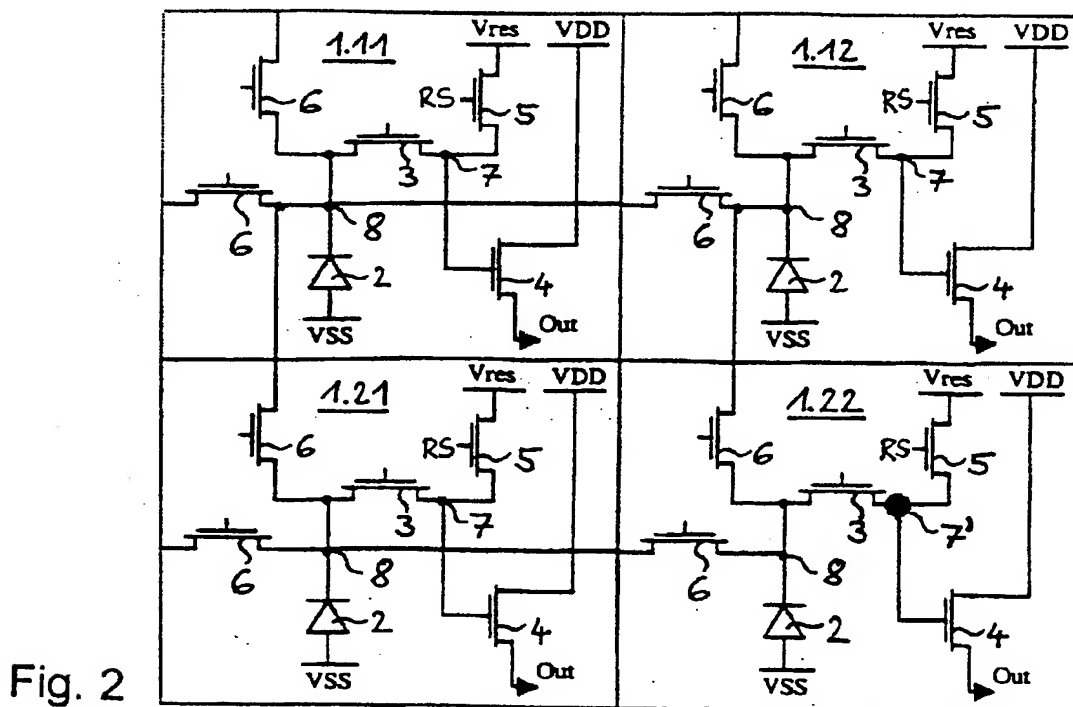 1.11
Vres
VDD
1.12
Vres
VDD
6
RS
5
6
RS
5
3
7
3
7
6
8
6
8
2
4
2
4
VSS
Out
VSS
Out
1.21
Vres
VDD
1.22
Vres
VDD
6
RS
5
6
RS
5
3
7
3
7'
6
8
6
8
2
4
2
4
VSS
Out
VSS
Out
Fig. 2